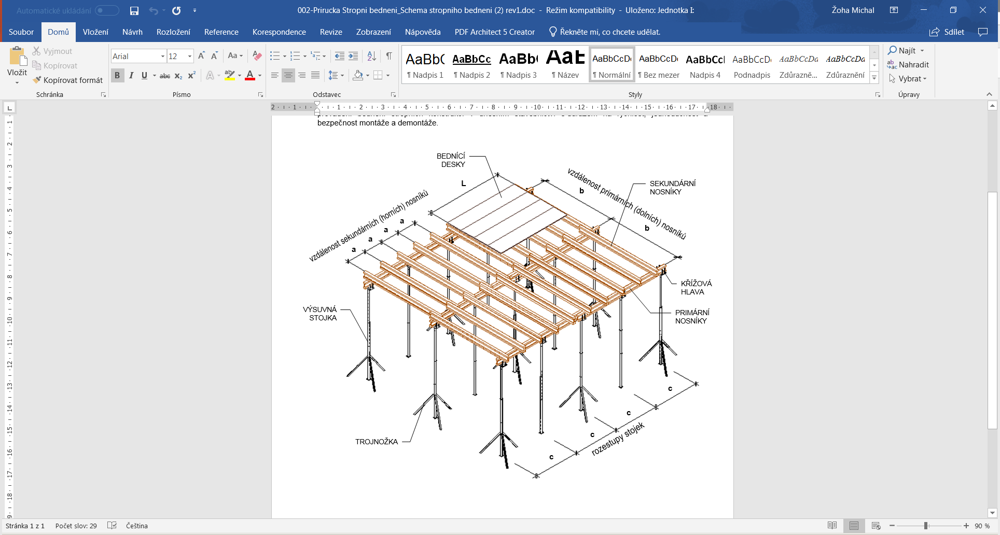 Automatické ukládání
002-Prirucka Stropni bedneni_Schema stropniho bedneni (2) rev1.doc - Režim kompatibility - Uloženo: Jednotka I:
Žoha Michal
Soubor Domů Vložení Návrh Rozložení Reference Korespondence Revize Zobrazení Nápověda PDF Architect 5 Creator Řekněte mi, co chcete udělat. Sdílet
Vložit
Vyjmout
Kopírovat
Kopírovat formát
Schránka
Arial 12
Písmo
Odstavec
¶ Nadpis 1 ¶ Nadpis 2 ¶ Nadpis 3 ¶ Název ¶ Normální ¶ Bez mezer Nadpis 4 Podnadpis Zdůrazně... Zdůraznění
Styly
Najít
Nahradit
Vybrat
Úpravy
bezpečnost montáže a demontáže.
BEDNÍCÍ
DESKY
L
vzdálenost primárních (dolních) nosníků
b
b
SEKUNDÁRNÍ
NOSNÍKY
vzdálenost sekundárních (horních) nosníků
a
a
a
a
KŘÍŽOVÁ
HLAVA
VÝSUVNÁ
STOJKA
PRIMÁRNÍ
NOSNÍKY
TROJNOŽKA
c
c
c
c
rozestupy stojek
Stránka 1 z 1 Počet slov: 29 Čeština 90 %